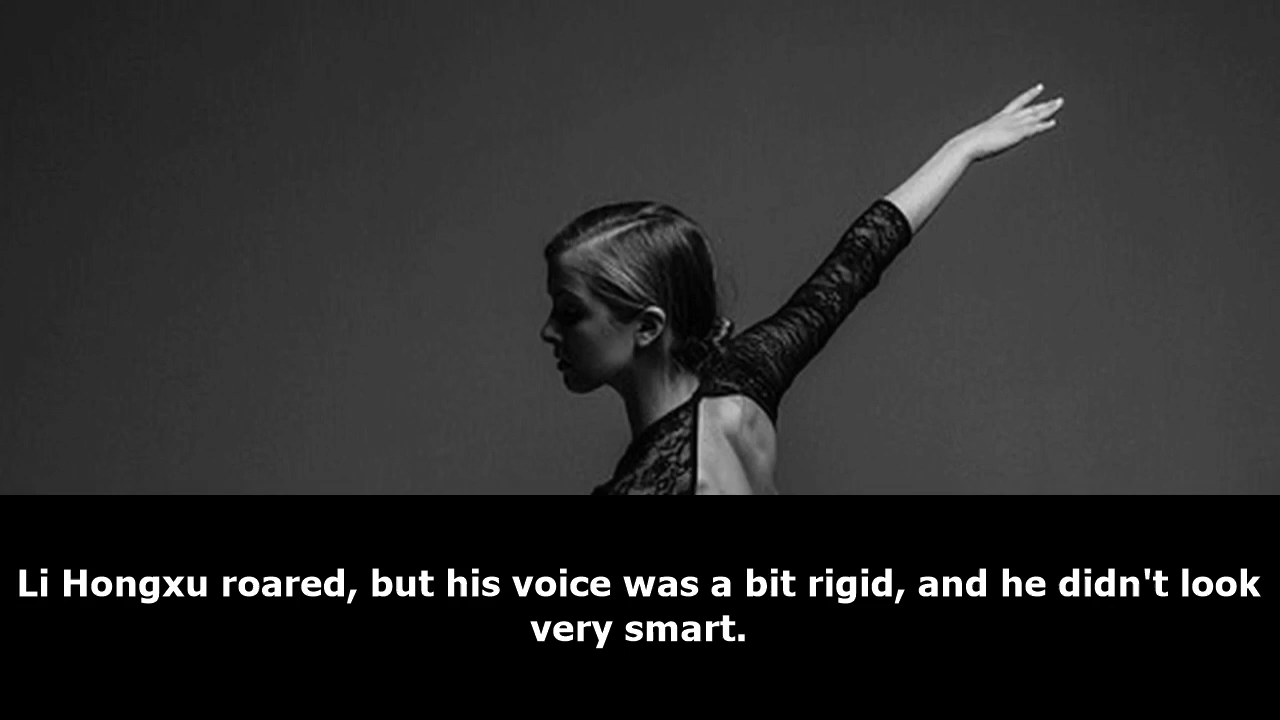 Li Hongxu roared, but his voice was a bit rigid, and he didn't look
very smart.